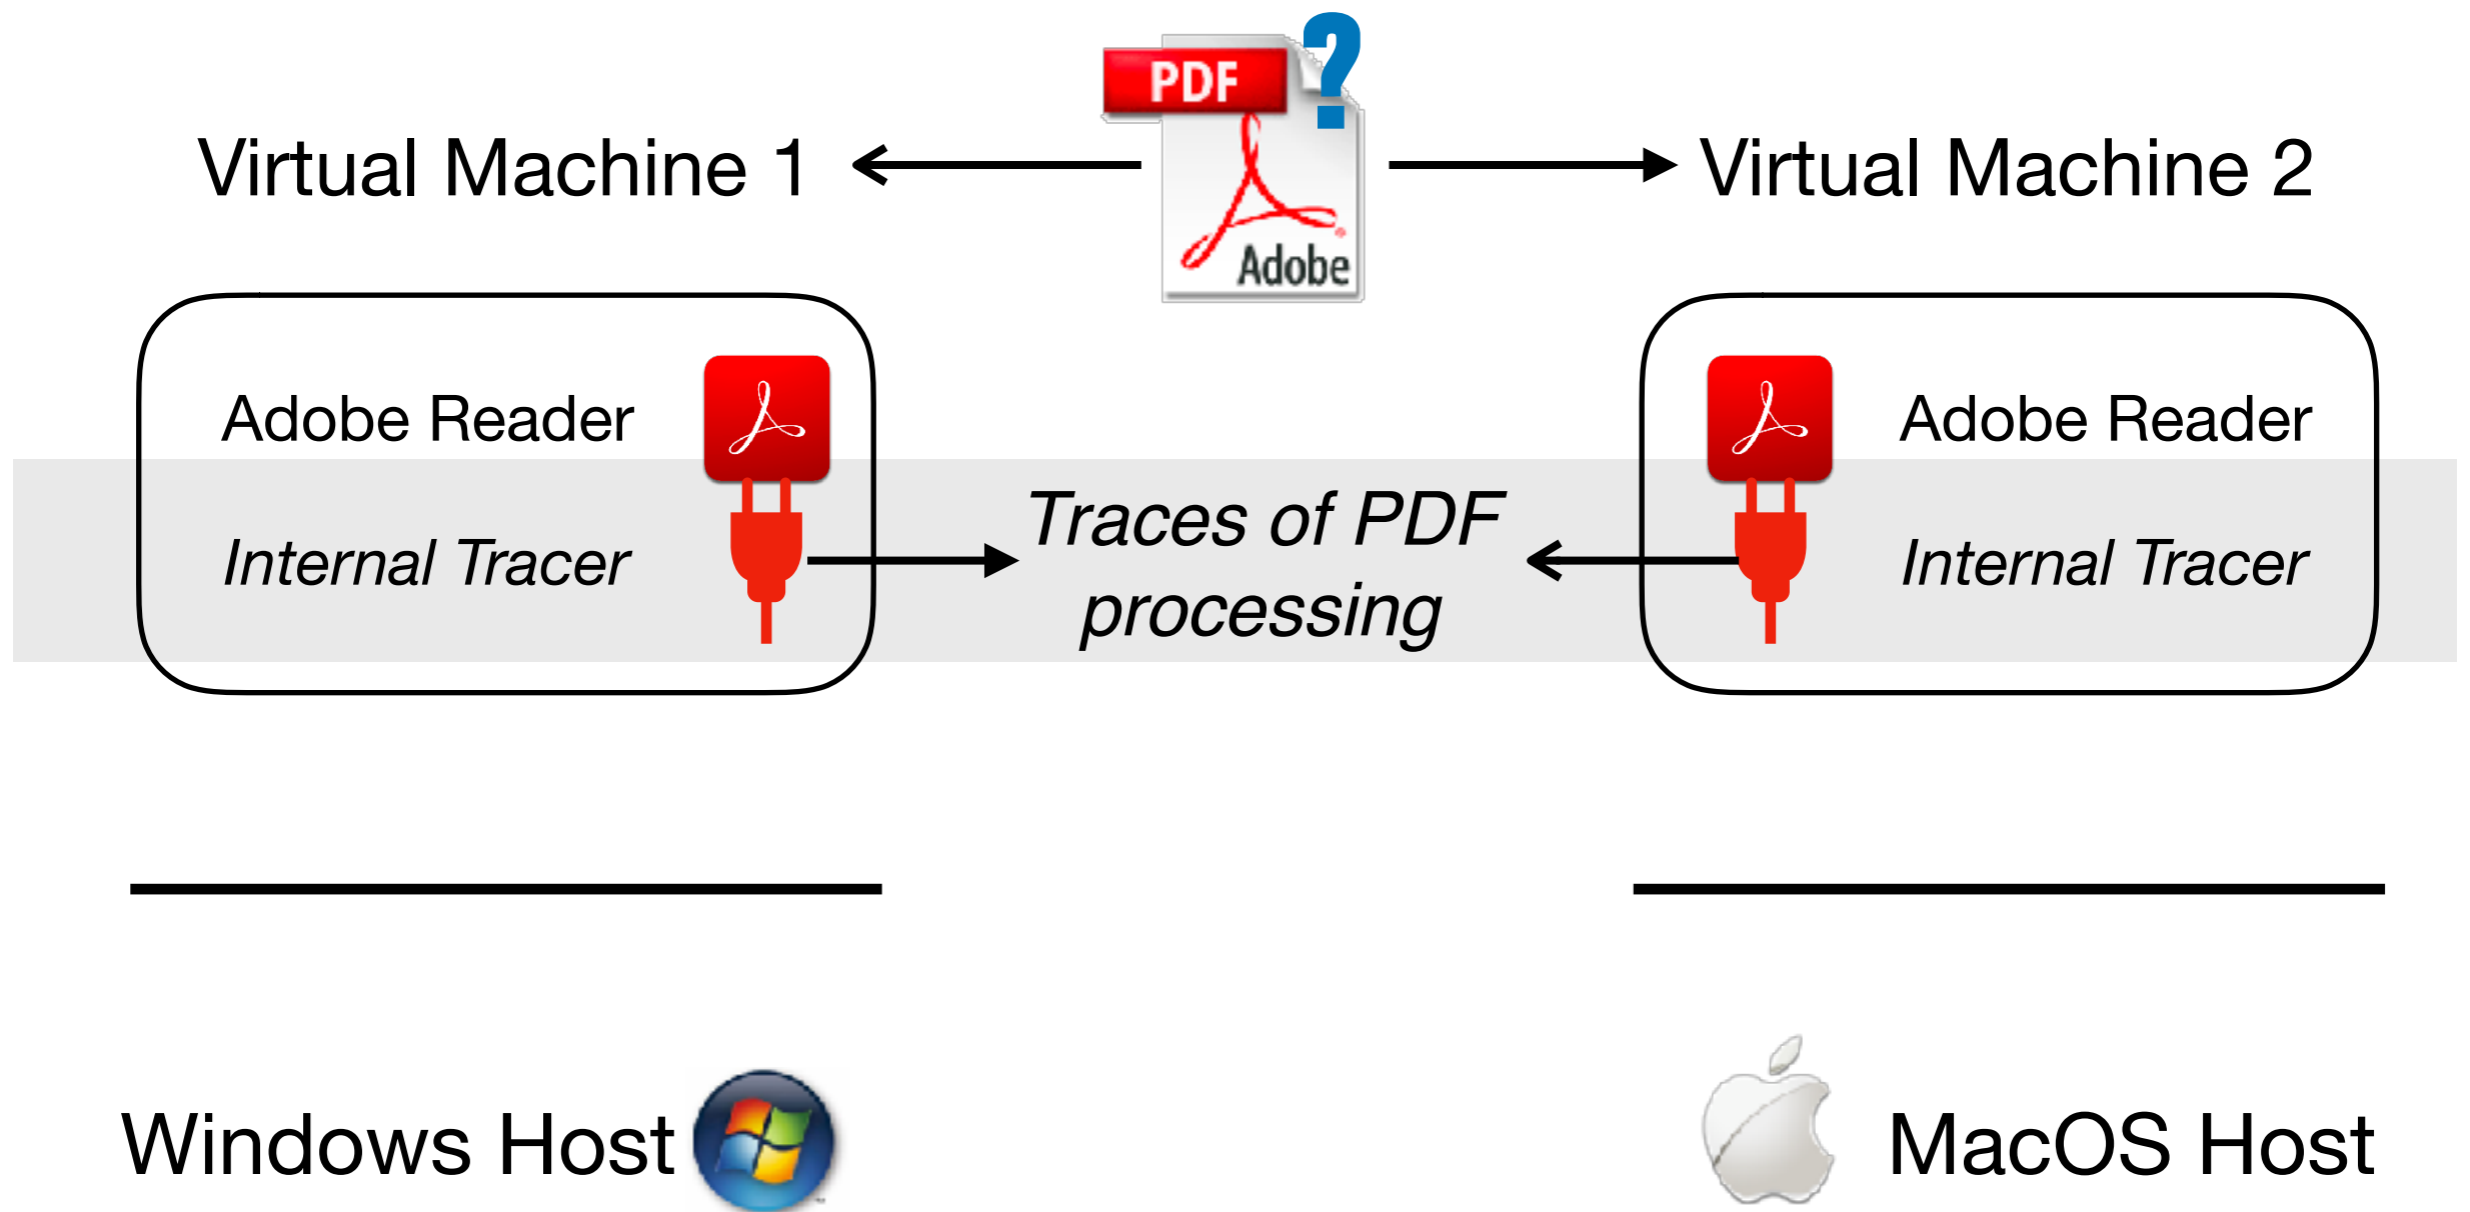 PDF ?
Adobe
Virtual Machine 1
Virtual Machine 2
Adobe Reader
Internal Tracer
Traces of PDF
processing
Adobe Reader
Internal Tracer
Windows Host
MacOS Host